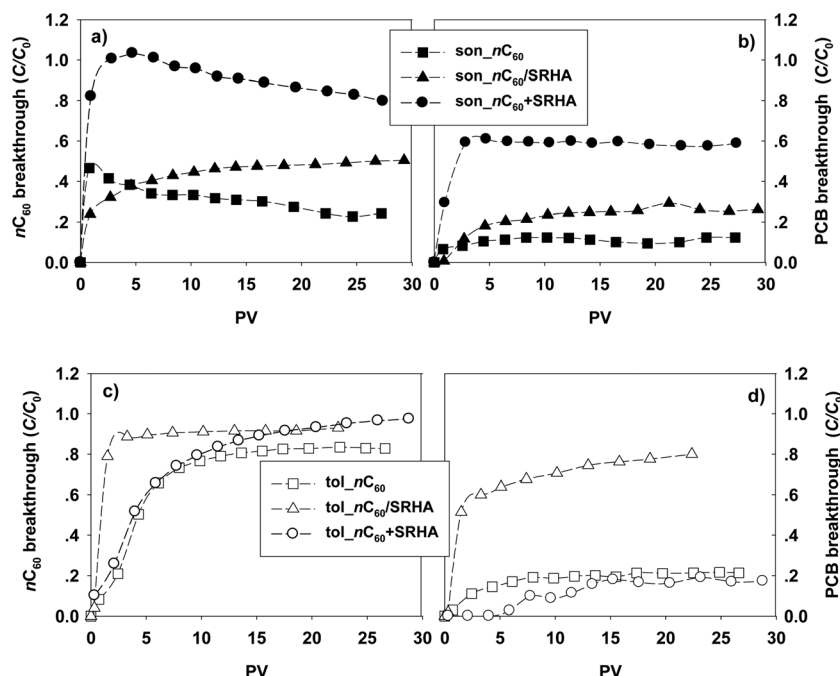 a)
nC60 breakthrough (C/C0)
1.2
1.0
.8
.6
.4
.2
0.0
0 5 10 15 20 25 30
PV
son_nC60
son_nC60/SRHA
son_nC60+SRHA
b)
PCB breakthrough (C/C0)
1.2
1.0
.8
.6
.4
.2
0.0
0 5 10 15 20 25 30
PV
c)
nC60 breakthrough (C/C0)
1.2
1.0
.8
.6
.4
.2
0.0
0 5 10 15 20 25 30
PV
tol_nC60
tol_nC60/SRHA
tol_nC60+SRHA
d)
PCB breakthrough (C/C0)
1.2
1.0
.8
.6
.4
.2
0.0
0 5 10 15 20 25 30
PV